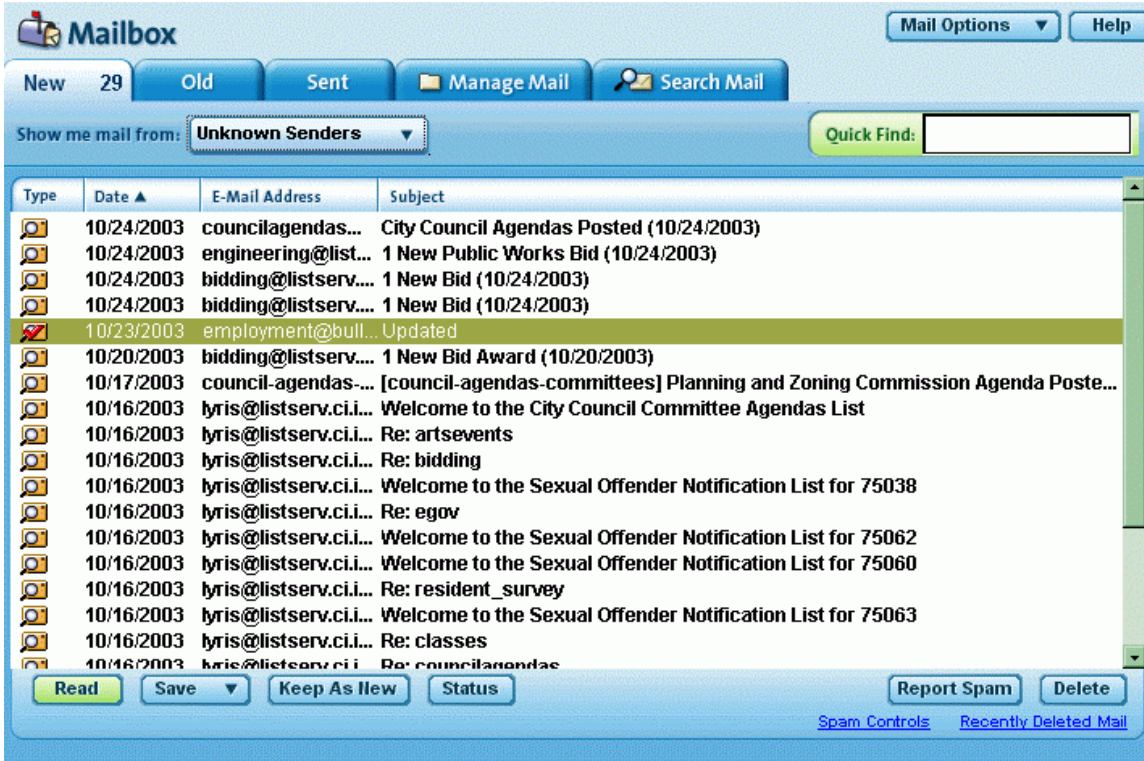 Mailbox
Mail Options ▼ Help
New 29 Old Sent Manage Mail Search Mail
Show me mail from: Unknown Senders ▼ Quick Find:
Type Date ▲ E-Mail Address Subject
10/24/2003 councilagendas... City Council Agendas Posted (10/24/2003)
10/24/2003 engineering@list... 1 New Public Works Bid (10/24/2003)
10/24/2003 bidding@listserv.... 1 New Bid (10/24/2003)
10/24/2003 bidding@listserv.... 1 New Bid (10/24/2003)
10/23/2003 employment@bull... Updated
10/20/2003 bidding@listserv.... 1 New Bid Award (10/20/2003)
10/17/2003 council-agendas-... [council-agendas-committees] Planning and Zoning Commission Agenda Poste...
10/16/2003 lyris@listserv.ci.i... Welcome to the City Council Committee Agendas List
10/16/2003 lyris@listserv.ci.i... Re: artsevents
10/16/2003 lyris@listserv.ci.i... Re: bidding
10/16/2003 lyris@listserv.ci.i... Welcome to the Sexual Offender Notification List for 75038
10/16/2003 lyris@listserv.ci.i... Re: egov
10/16/2003 lyris@listserv.ci.i... Welcome to the Sexual Offender Notification List for 75062
10/16/2003 lyris@listserv.ci.i... Welcome to the Sexual Offender Notification List for 75060
10/16/2003 lyris@listserv.ci.i... Re: resident_survey
10/16/2003 lyris@listserv.ci.i... Welcome to the Sexual Offender Notification List for 75063
10/16/2003 lyris@listserv.ci.i... Re: classes
10/16/2003 lyris@listserv.ci.i... Re: councilagendas
Read Save ▼ Keep As New Status Report Spam Delete
Spam Controls Recently Deleted Mail